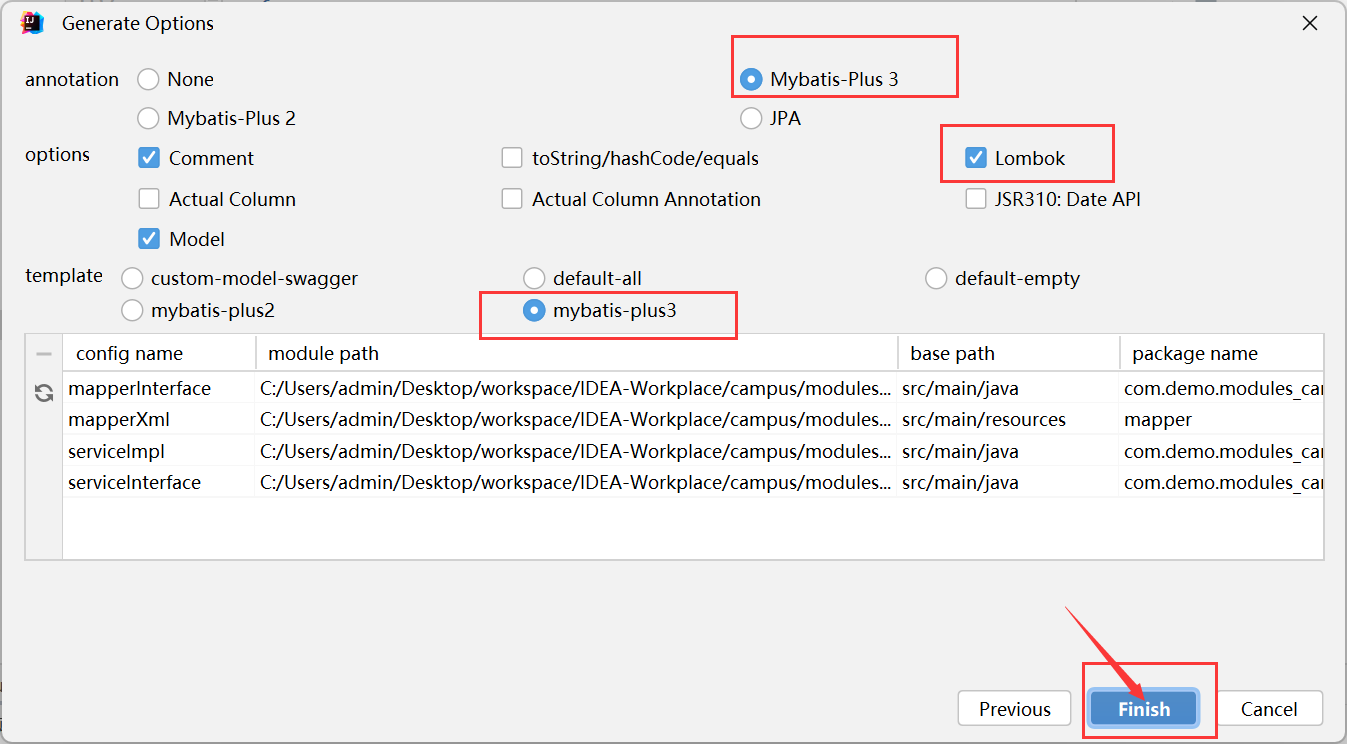 Generate Options
annotation None Mybatis-Plus 3
Mybatis-Plus 2 JPA
options Comment toString/hashCode/equals Lombok
Actual Column Actual Column Annotation JSR310: Date API
Model
template custom-model-swagger default-all default-empty
mybatis-plus2 mybatis-plus3
config name module path base path package name
mapperInterface C:/Users/admin/Desktop/workspace/IDEA-Workplace/campus/modules... src/main/java com.demo.modules_ca
mapperXml C:/Users/admin/Desktop/workspace/IDEA-Workplace/campus/modules... src/main/resources mapper
serviceImpl C:/Users/admin/Desktop/workspace/IDEA-Workplace/campus/modules... src/main/java com.demo.modules_ca
serviceInterface C:/Users/admin/Desktop/workspace/IDEA-Workplace/campus/modules... src/main/java com.demo.modules_ca
Previous Finish Cancel